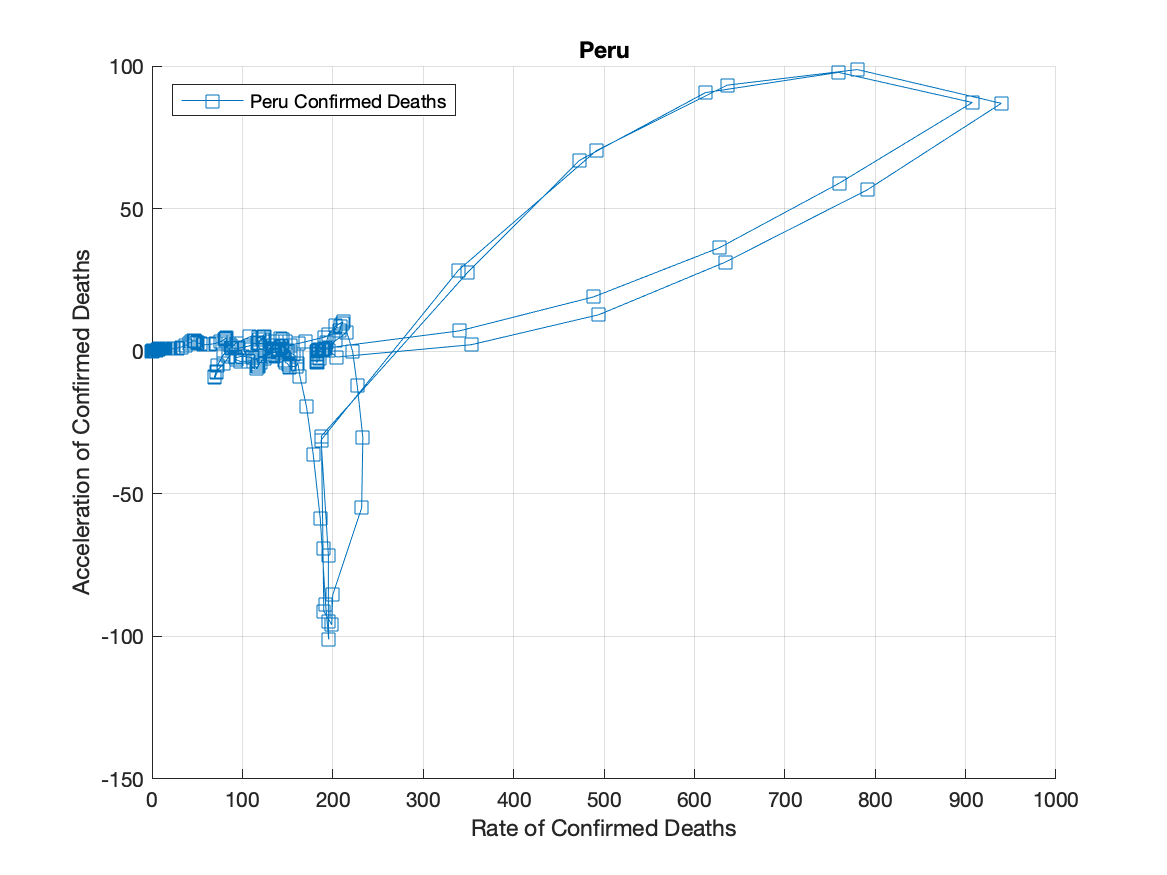 Peru
Peru Confirmed Deaths
100
50
0
-50
-100
-150
Acceleration of Confirmed Deaths
0 100 200 300 400 500 600 700 800 900 1000
Rate of Confirmed Deaths